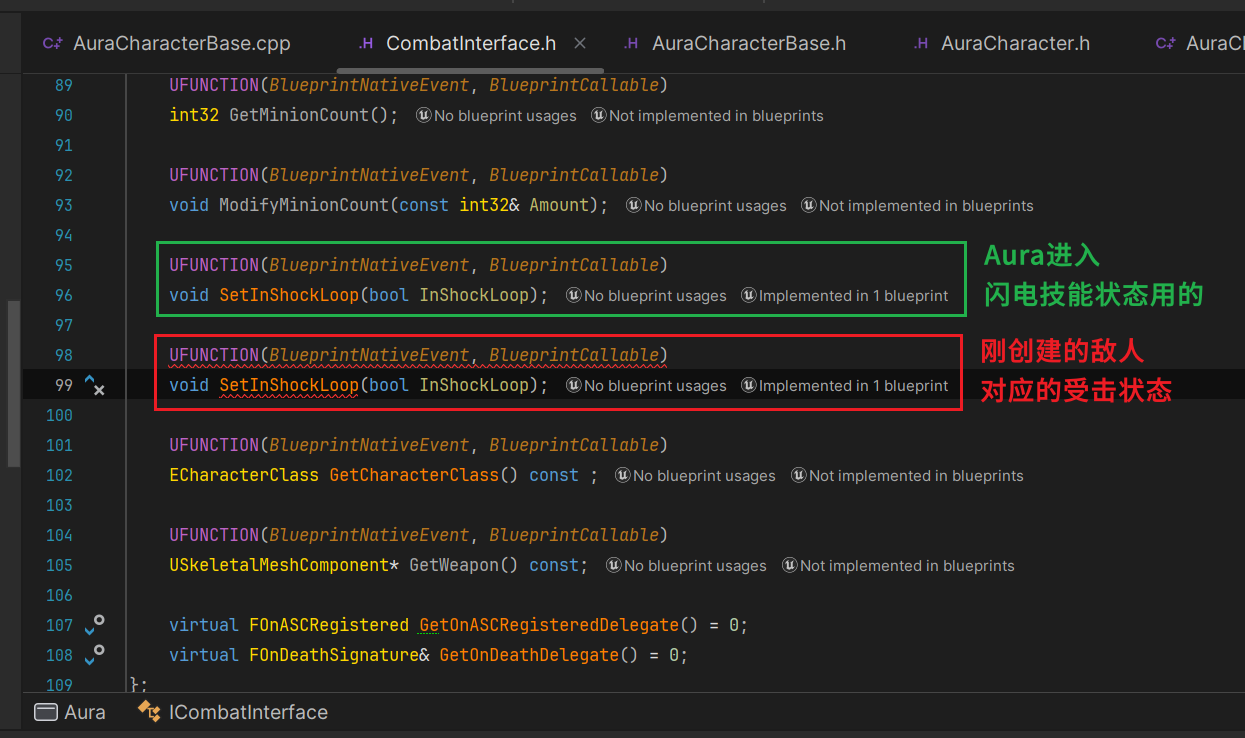 AuraCharacterBase.cpp CombatInterface.h AuraCharacterBase.h AuraCharacter.h AuraCl
89 UFUNCTION(BlueprintNativeEvent, BlueprintCallable)
90 int32 GetMinionCount(); No blueprint usages Not implemented in blueprints
91
92 UFUNCTION(BlueprintNativeEvent, BlueprintCallable)
93 void ModifyMinionCount(const int32& Amount); No blueprint usages Not implemented in blueprints
94
95 UFUNCTION(BlueprintNativeEvent, BlueprintCallable)
96 void SetInShockLoop(bool InShockLoop); No blueprint usages Implemented in 1 blueprint
Aura进入
闪电技能状态用的
97
98 UFUNCTION(BlueprintNativeEvent, BlueprintCallable)
99 void SetInShockLoop(bool InShockLoop); No blueprint usages Implemented in 1 blueprint
刚创建的敌人
对应的受击状态
100
101 UFUNCTION(BlueprintNativeEvent, BlueprintCallable)
102 ECharacterClass GetCharacterClass() const ; No blueprint usages Not implemented in blueprints
103
104 UFUNCTION(BlueprintNativeEvent, BlueprintCallable)
105 USkeletalMeshComponent* GetWeapon() const; No blueprint usages Not implemented in blueprints
106
107 virtual FOnASCRegistered GetOnASCRegisteredDelegate() = 0;
108 virtual FOnDeathSignature& GetOnDeathDelegate() = 0;
109 };
Aura ICombatInterface